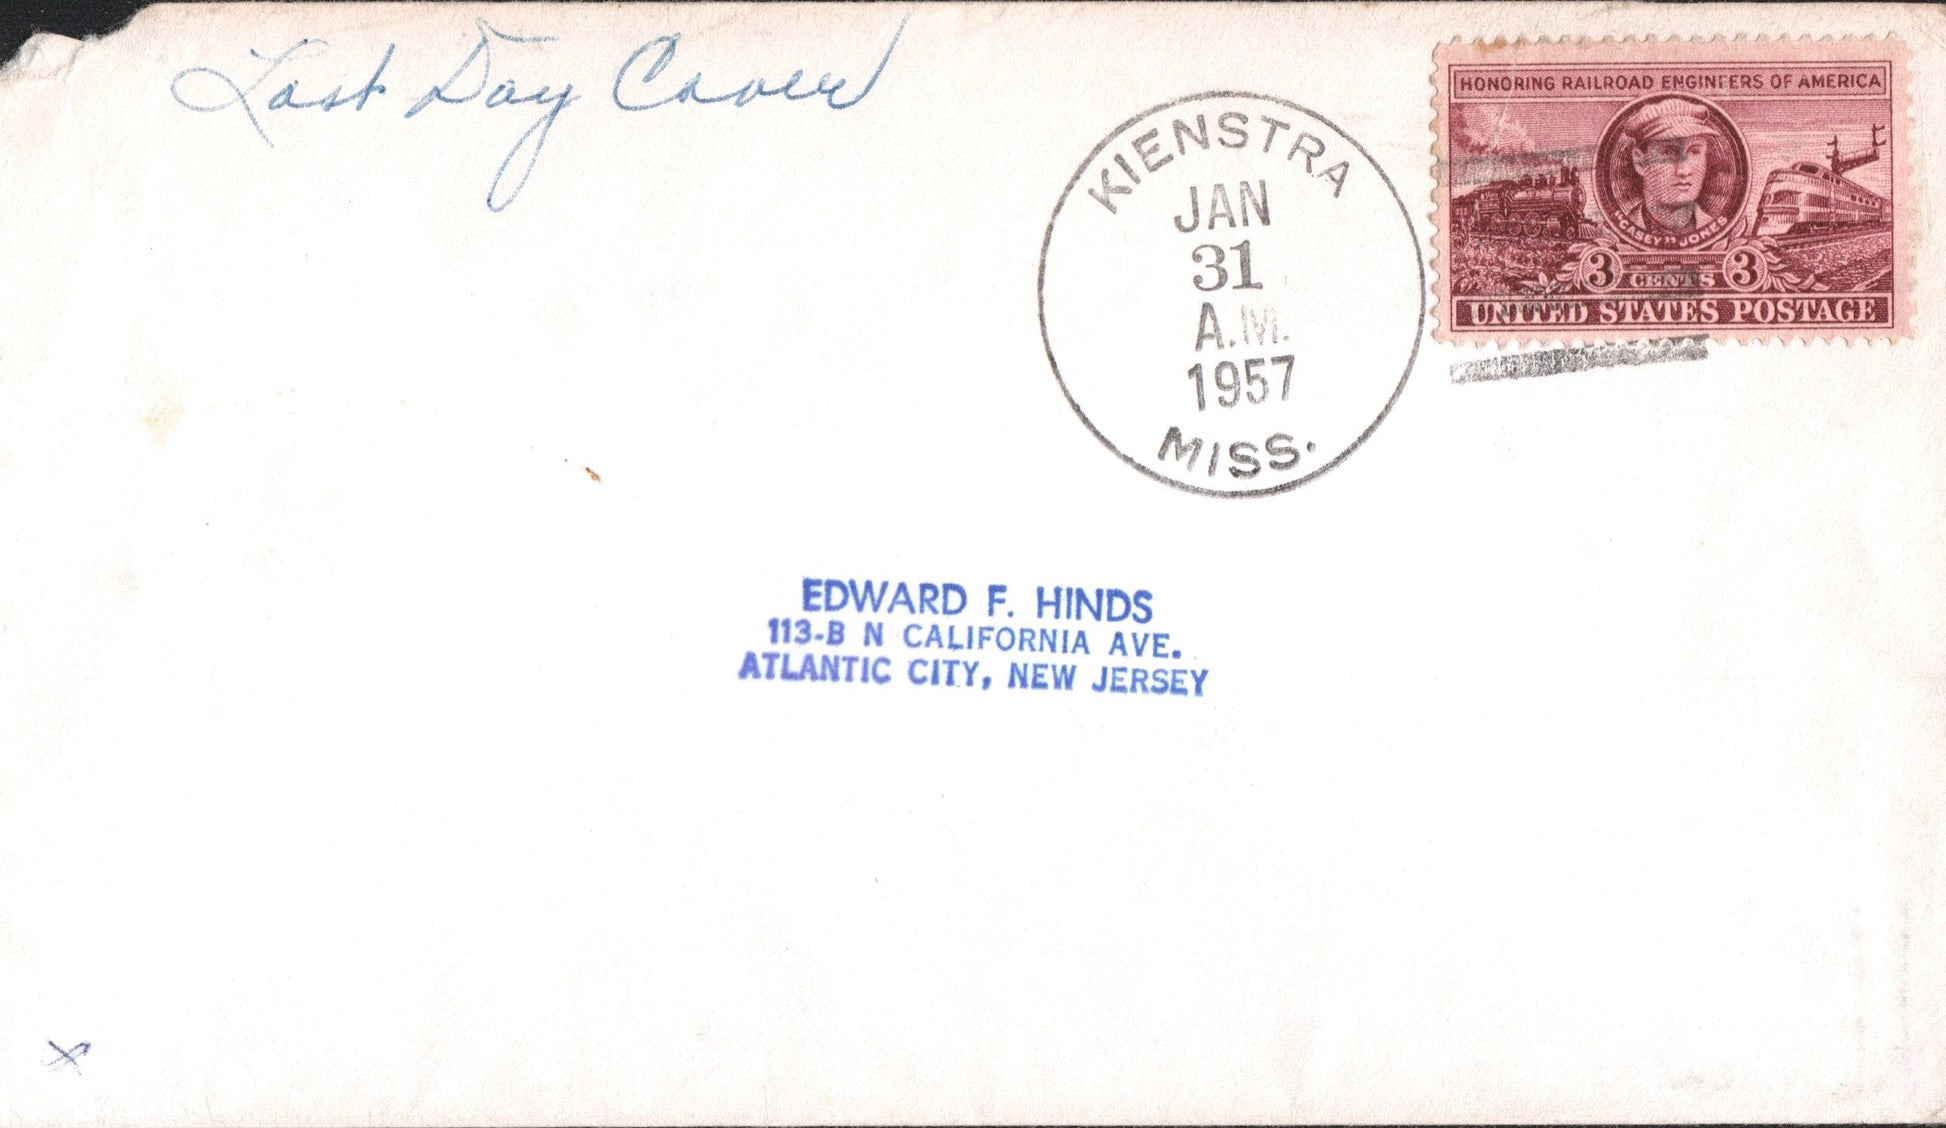 Last Day Cover
KIENSTRA
JAN
31
A.M.
1957
MISS.
HONORING RAILROAD ENGINEERS OF AMERICA
"CASEY" JONES
3 CENTS 3
UNITED STATES POSTAGE
EDWARD F. HINDS
113-B N CALIFORNIA AVE.
ATLANTIC CITY, NEW JERSEY
X